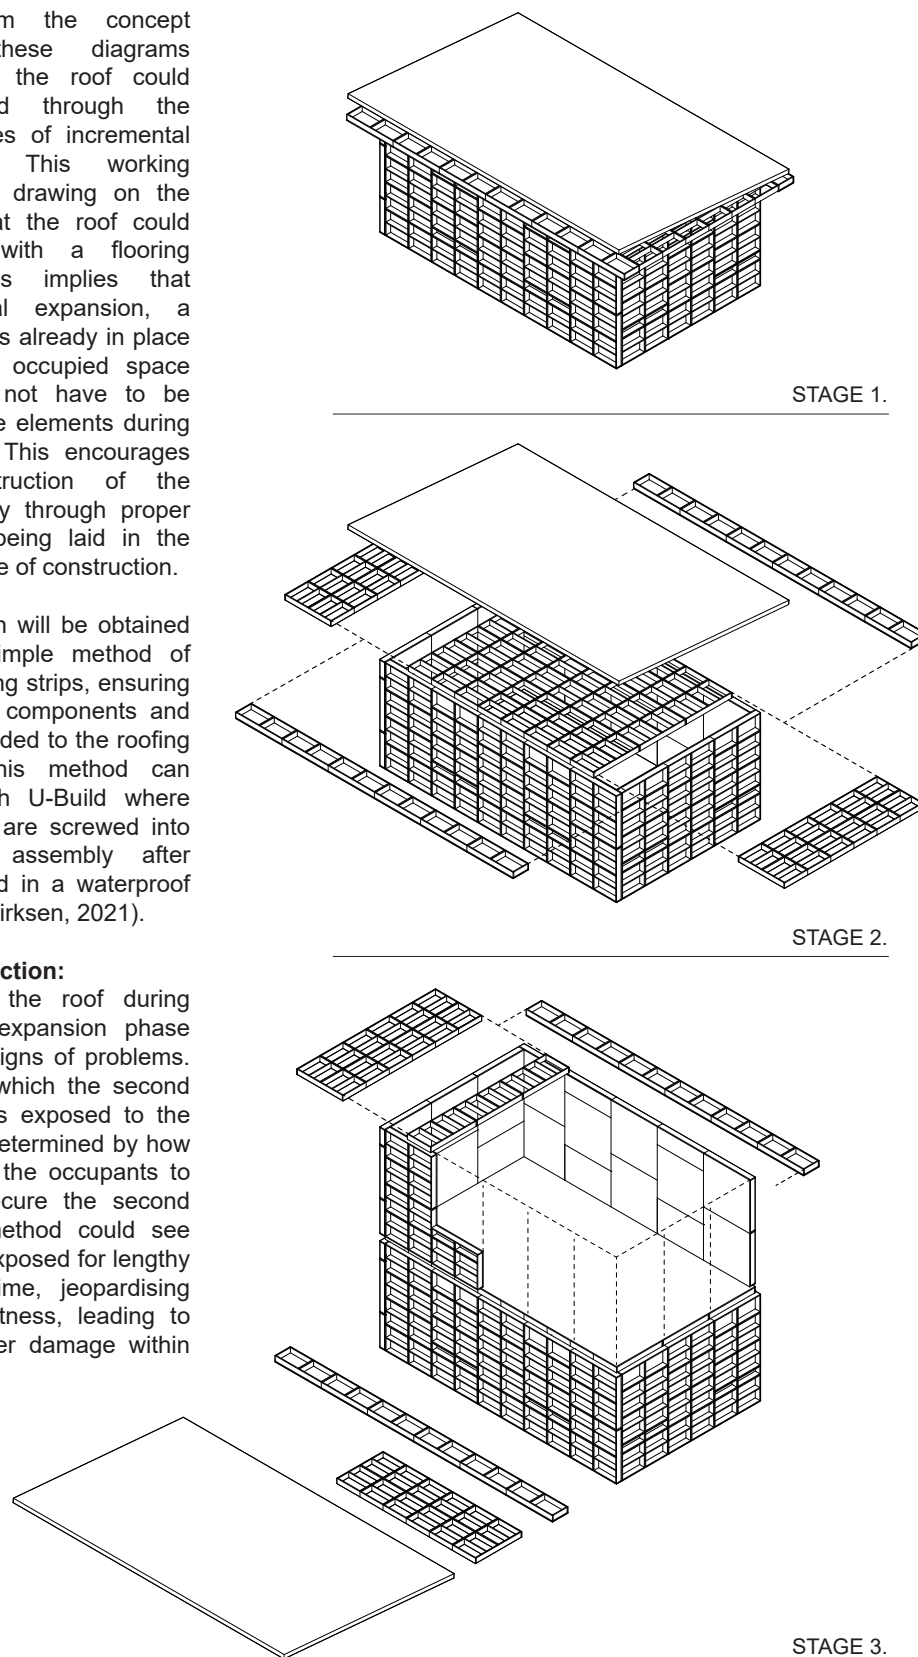 m the concept
these diagrams
the roof could
d through the
es of incremental
This working
drawing on the
at the roof could
with a flooring
s implies that
al expansion, a
s already in place
occupied space
not have to be
e elements during
This encourages
truction of the
y through proper
being laid in the
e of construction.
n will be obtained
imple method of
ng strips, ensuring
components and
ded to the roofing
his method can
h U-Build where
are screwed into
assembly after
d in a waterproof
irksen, 2021).
ction:
the roof during
expansion phase
igns of problems.
which the second
s exposed to the
etermined by how
the occupants to
ecure the second
method could see
xposed for lengthy
ime, jeopardising
tness, leading to
er damage within
STAGE 1.
STAGE 2.
STAGE 3.